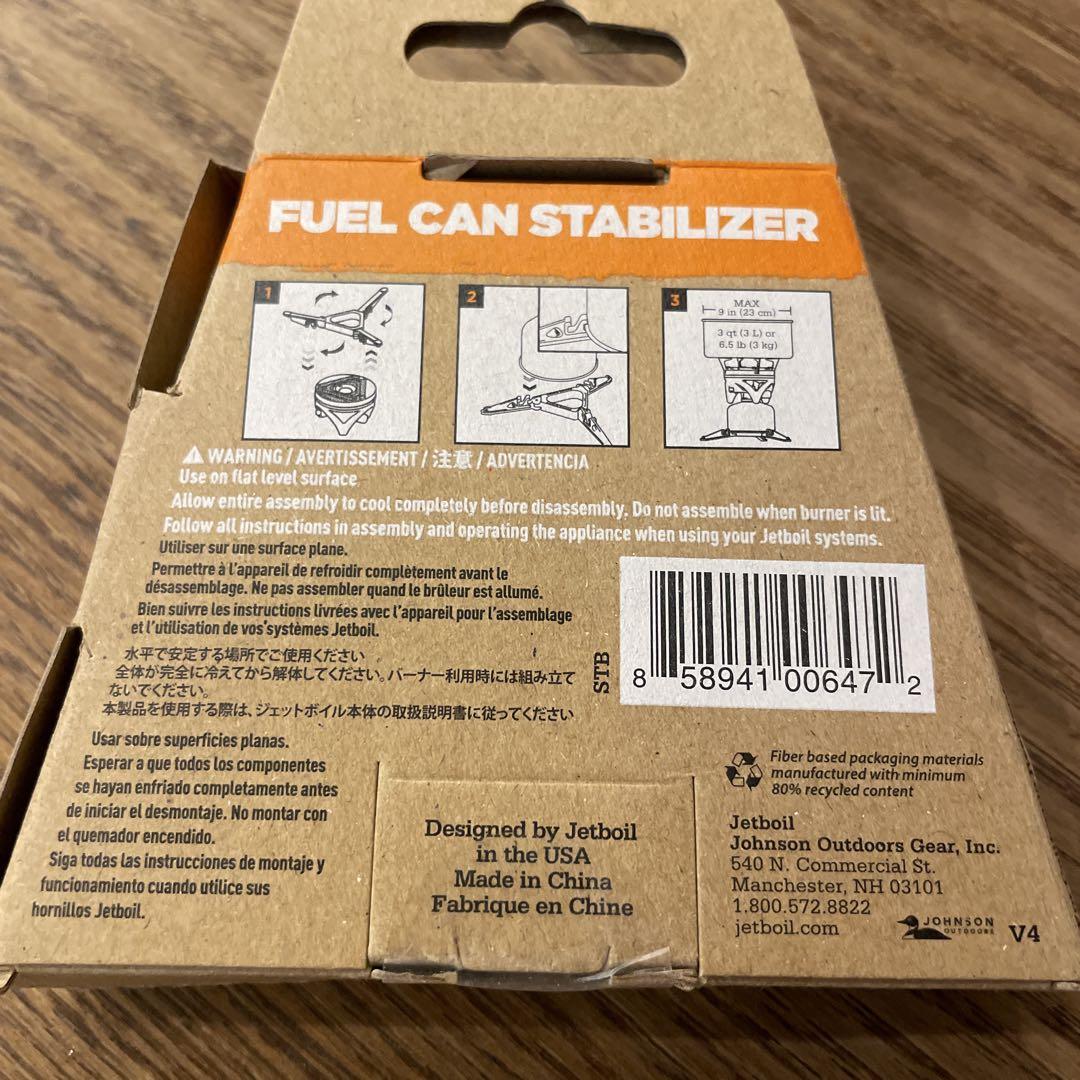 FUEL CAN STABILIZER
1
2
3
MAX
9 in (23 cm)
3 qt (3 L) or
6.5 lb (3 kg)
WARNING / AVERTISSEMENT / 注意 / ADVERTENCIA
Use on flat level surface
Allow entire assembly to cool completely before disassembly. Do not assemble when burner is lit.
Follow all instructions in assembly and operating the appliance when using your Jetboil systems.
Utiliser sur une surface plane.
Permettre à l'appareil de refroidir complètement avant le
désassemblage. Ne pas assembler quand le brûleur est allumé.
Bien suivre les instructions livrées avec l'appareil pour l'assemblage
et l'utilisation de vos systèmes Jetboil.
水平で安定する場所でご使用ください
全体が完全に冷えてから解体してください。バーナー利用時には組み立て
ないでください。
本製品を使用する際は、ジェットボイル本体の取扱説明書に従ってください
Usar sobre superficies planas.
Esperar a que todos los componentes
se hayan enfriado completamente antes
de iniciar el desmontaje. No montar con
el quemador encendido.
Siga todas las instrucciones de montaje y
funcionamiento cuando utilice sus
hornillos Jetboil.
STB
8 58941 00647 2
Fiber based packaging materials
manufactured with minimum
80% recycled content
Designed by Jetboil
in the USA
Made in China
Fabrique en Chine
Jetboil
Johnson Outdoors Gear, Inc.
540 N. Commercial St.
Manchester, NH 03101
1.800.572.8822
jetboil.com
JOHNSON
OUTDOORS
V4